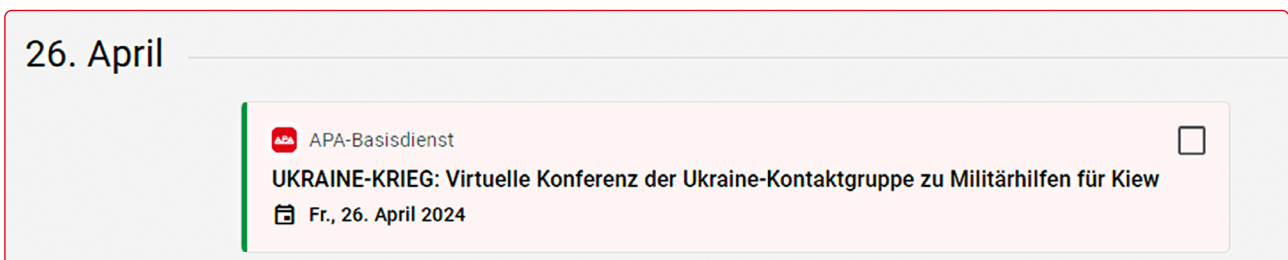 26. April
APA APA-Basisdienst
UKRAINE-KRIEG: Virtuelle Konferenz der Ukraine-Kontaktgruppe zu Militärhilfen für Kiew
Fr., 26. April 2024